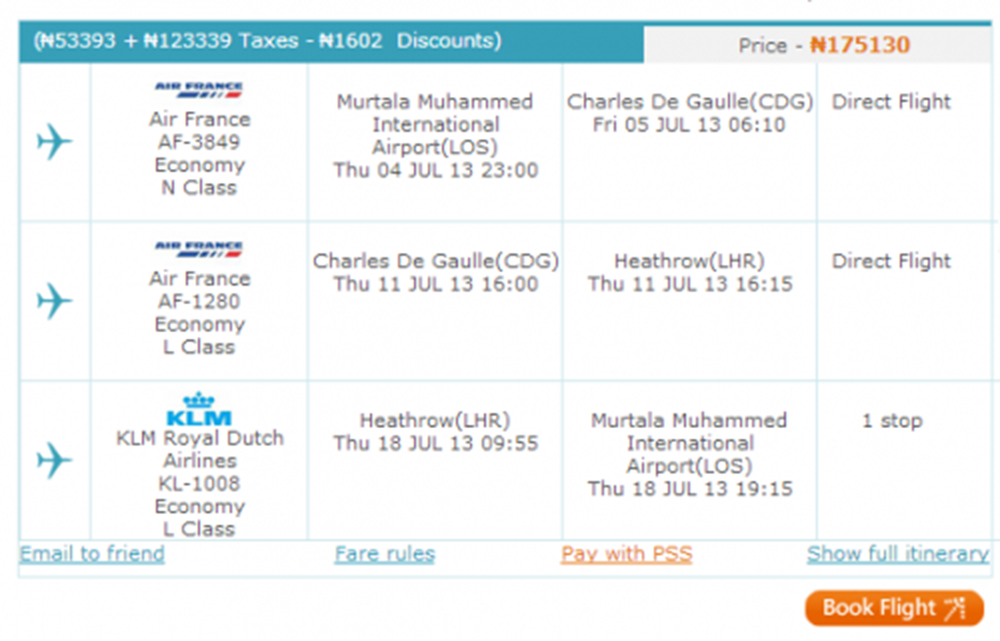 (₦53393 + ₦123339 Taxes - ₦1602 Discounts)
Price - ₦175130
AIR FRANCE
Air France
AF-3849
Economy
N Class
Murtala Muhammed
International
Airport(LOS)
Thu 04 JUL 13 23:00
Charles De Gaulle(CDG)
Fri 05 JUL 13 06:10
Direct Flight
AIR FRANCE
Air France
AF-1280
Economy
L Class
Charles De Gaulle(CDG)
Thu 11 JUL 13 16:00
Heathrow(LHR)
Thu 11 JUL 13 16:15
Direct Flight
KLM
KLM Royal Dutch
Airlines
KL-1008
Economy
L Class
Heathrow(LHR)
Thu 18 JUL 13 09:55
Murtala Muhammed
International
Airport(LOS)
Thu 18 JUL 13 19:15
1 stop
Email to friend
Fare rules
Pay with PSS
Show full itinerary
Book Flight